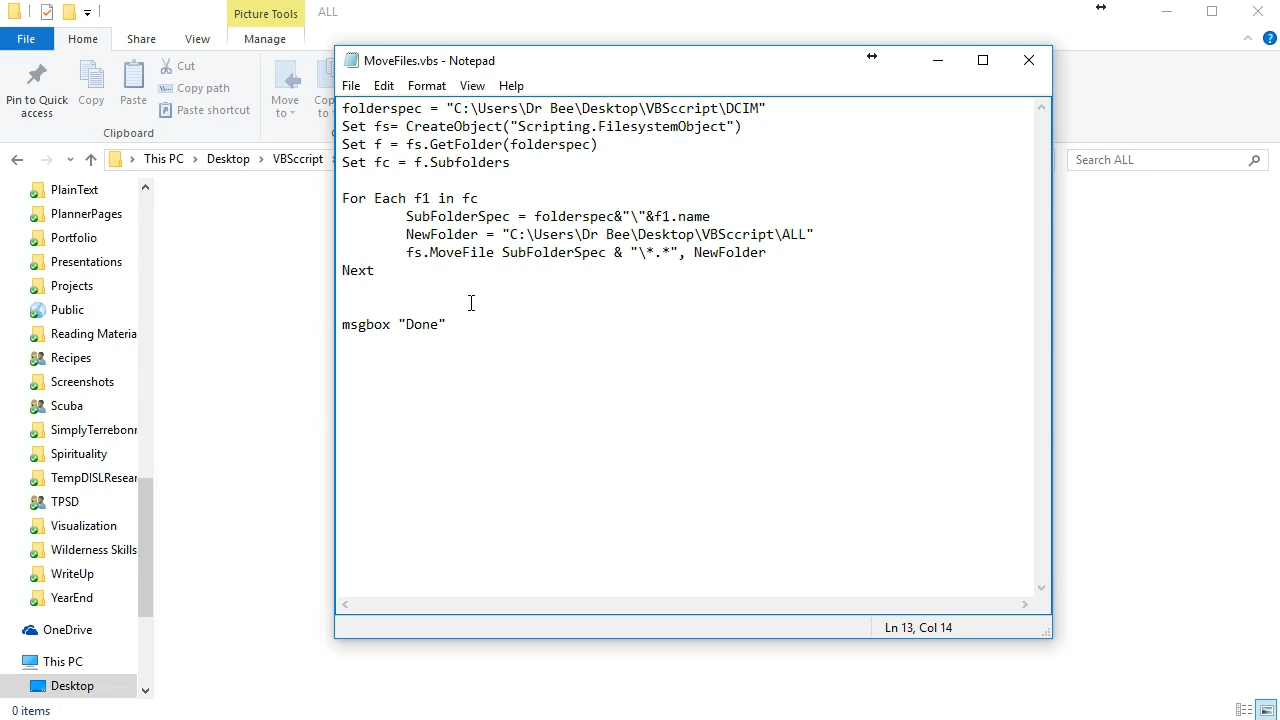 Picture Tools
ALL
File
Home
Share
View
Manage
Pin to Quick access
Copy
Paste
Cut
Copy path
Paste shortcut
Clipboard
Move to
This PC
Desktop
VBSccript
Search ALL
PlainText
PlannerPages
Portfolio
Presentations
Projects
Public
Reading Materia
Recipes
Screenshots
Scuba
SimplyTerrebonn
Spirituality
TempDISLResear
TPSD
Visualization
Wilderness Skills
WriteUp
YearEnd
OneDrive
This PC
Desktop
0 items
MoveFiles.vbs - Notepad
File Edit Format View Help
folderspec = "C:\Users\Dr Bee\Desktop\VBSccript\DCIM"
Set fs= CreateObject("Scripting.FilesystemObject")
Set f = fs.GetFolder(folderspec)
Set fc = f.Subfolders
For Each f1 in fc
SubFolderSpec = folderspec&"\"&f1.name
NewFolder = "C:\Users\Dr Bee\Desktop\VBSccript\ALL"
fs.MoveFile SubFolderSpec & "\*.*", NewFolder
Next
msgbox "Done"
Ln 13, Col 14